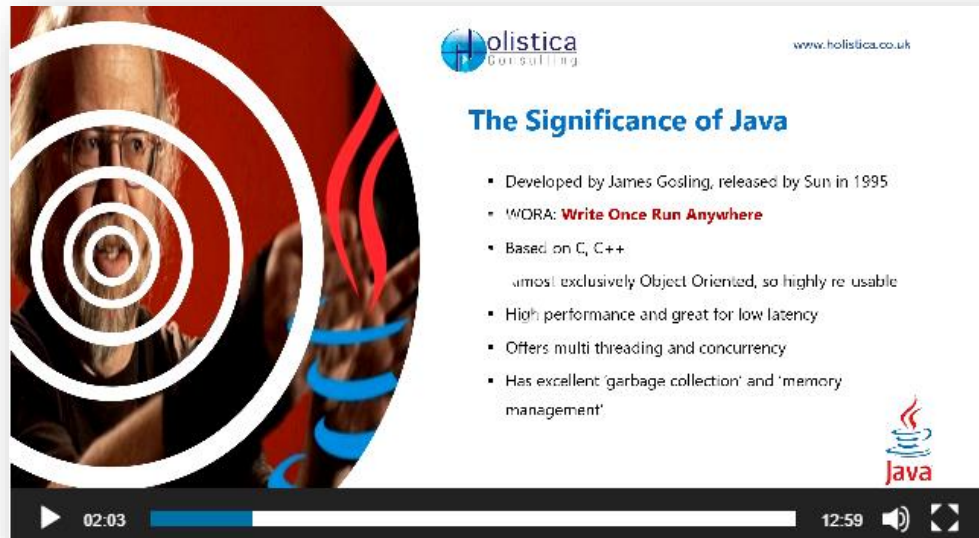 Holistica
Consulting
www.holistica.co.uk
The Significance of Java
▪ Developed by James Gosling, released by Sun in 1995
▪ WORA: Write Once Run Anywhere
▪ Based on C, C++
most exclusively Object Oriented, so highly re usable
▪ High performance and great for low latency
▪ Offers multi threading and concurrency
▪ Has excellent 'garbage collection' and 'memory
management'
Java
02:03
12:59